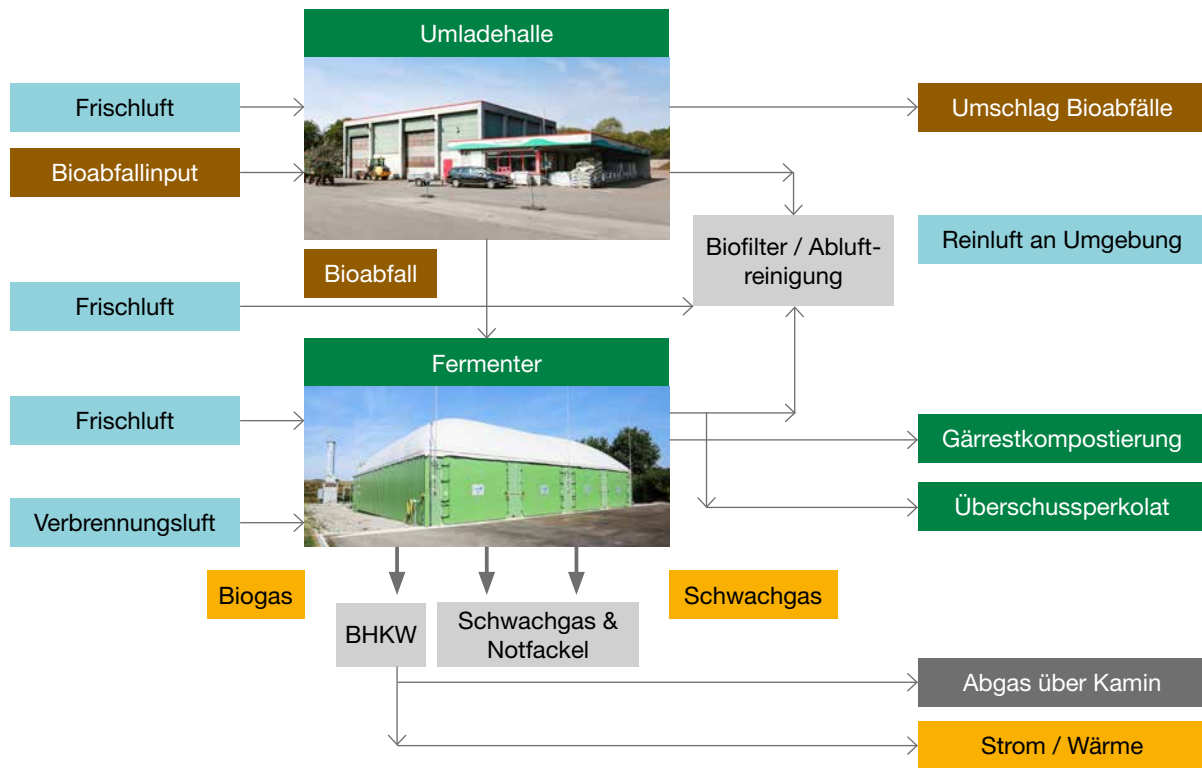 Umladehalle
Frischluft
Umschlag Bioabfälle
Bioabfallinput
Biofilter / Abluft-
reinigung
Reinluft an Umgebung
Bioabfall
Frischluft
Fermenter
Frischluft
Gärrestkompostierung
Verbrennungsluft
Überschussperkolat
Biogas
Schwachgas
BHKW
Schwachgas &
Notfackel
Abgas über Kamin
Strom / Wärme